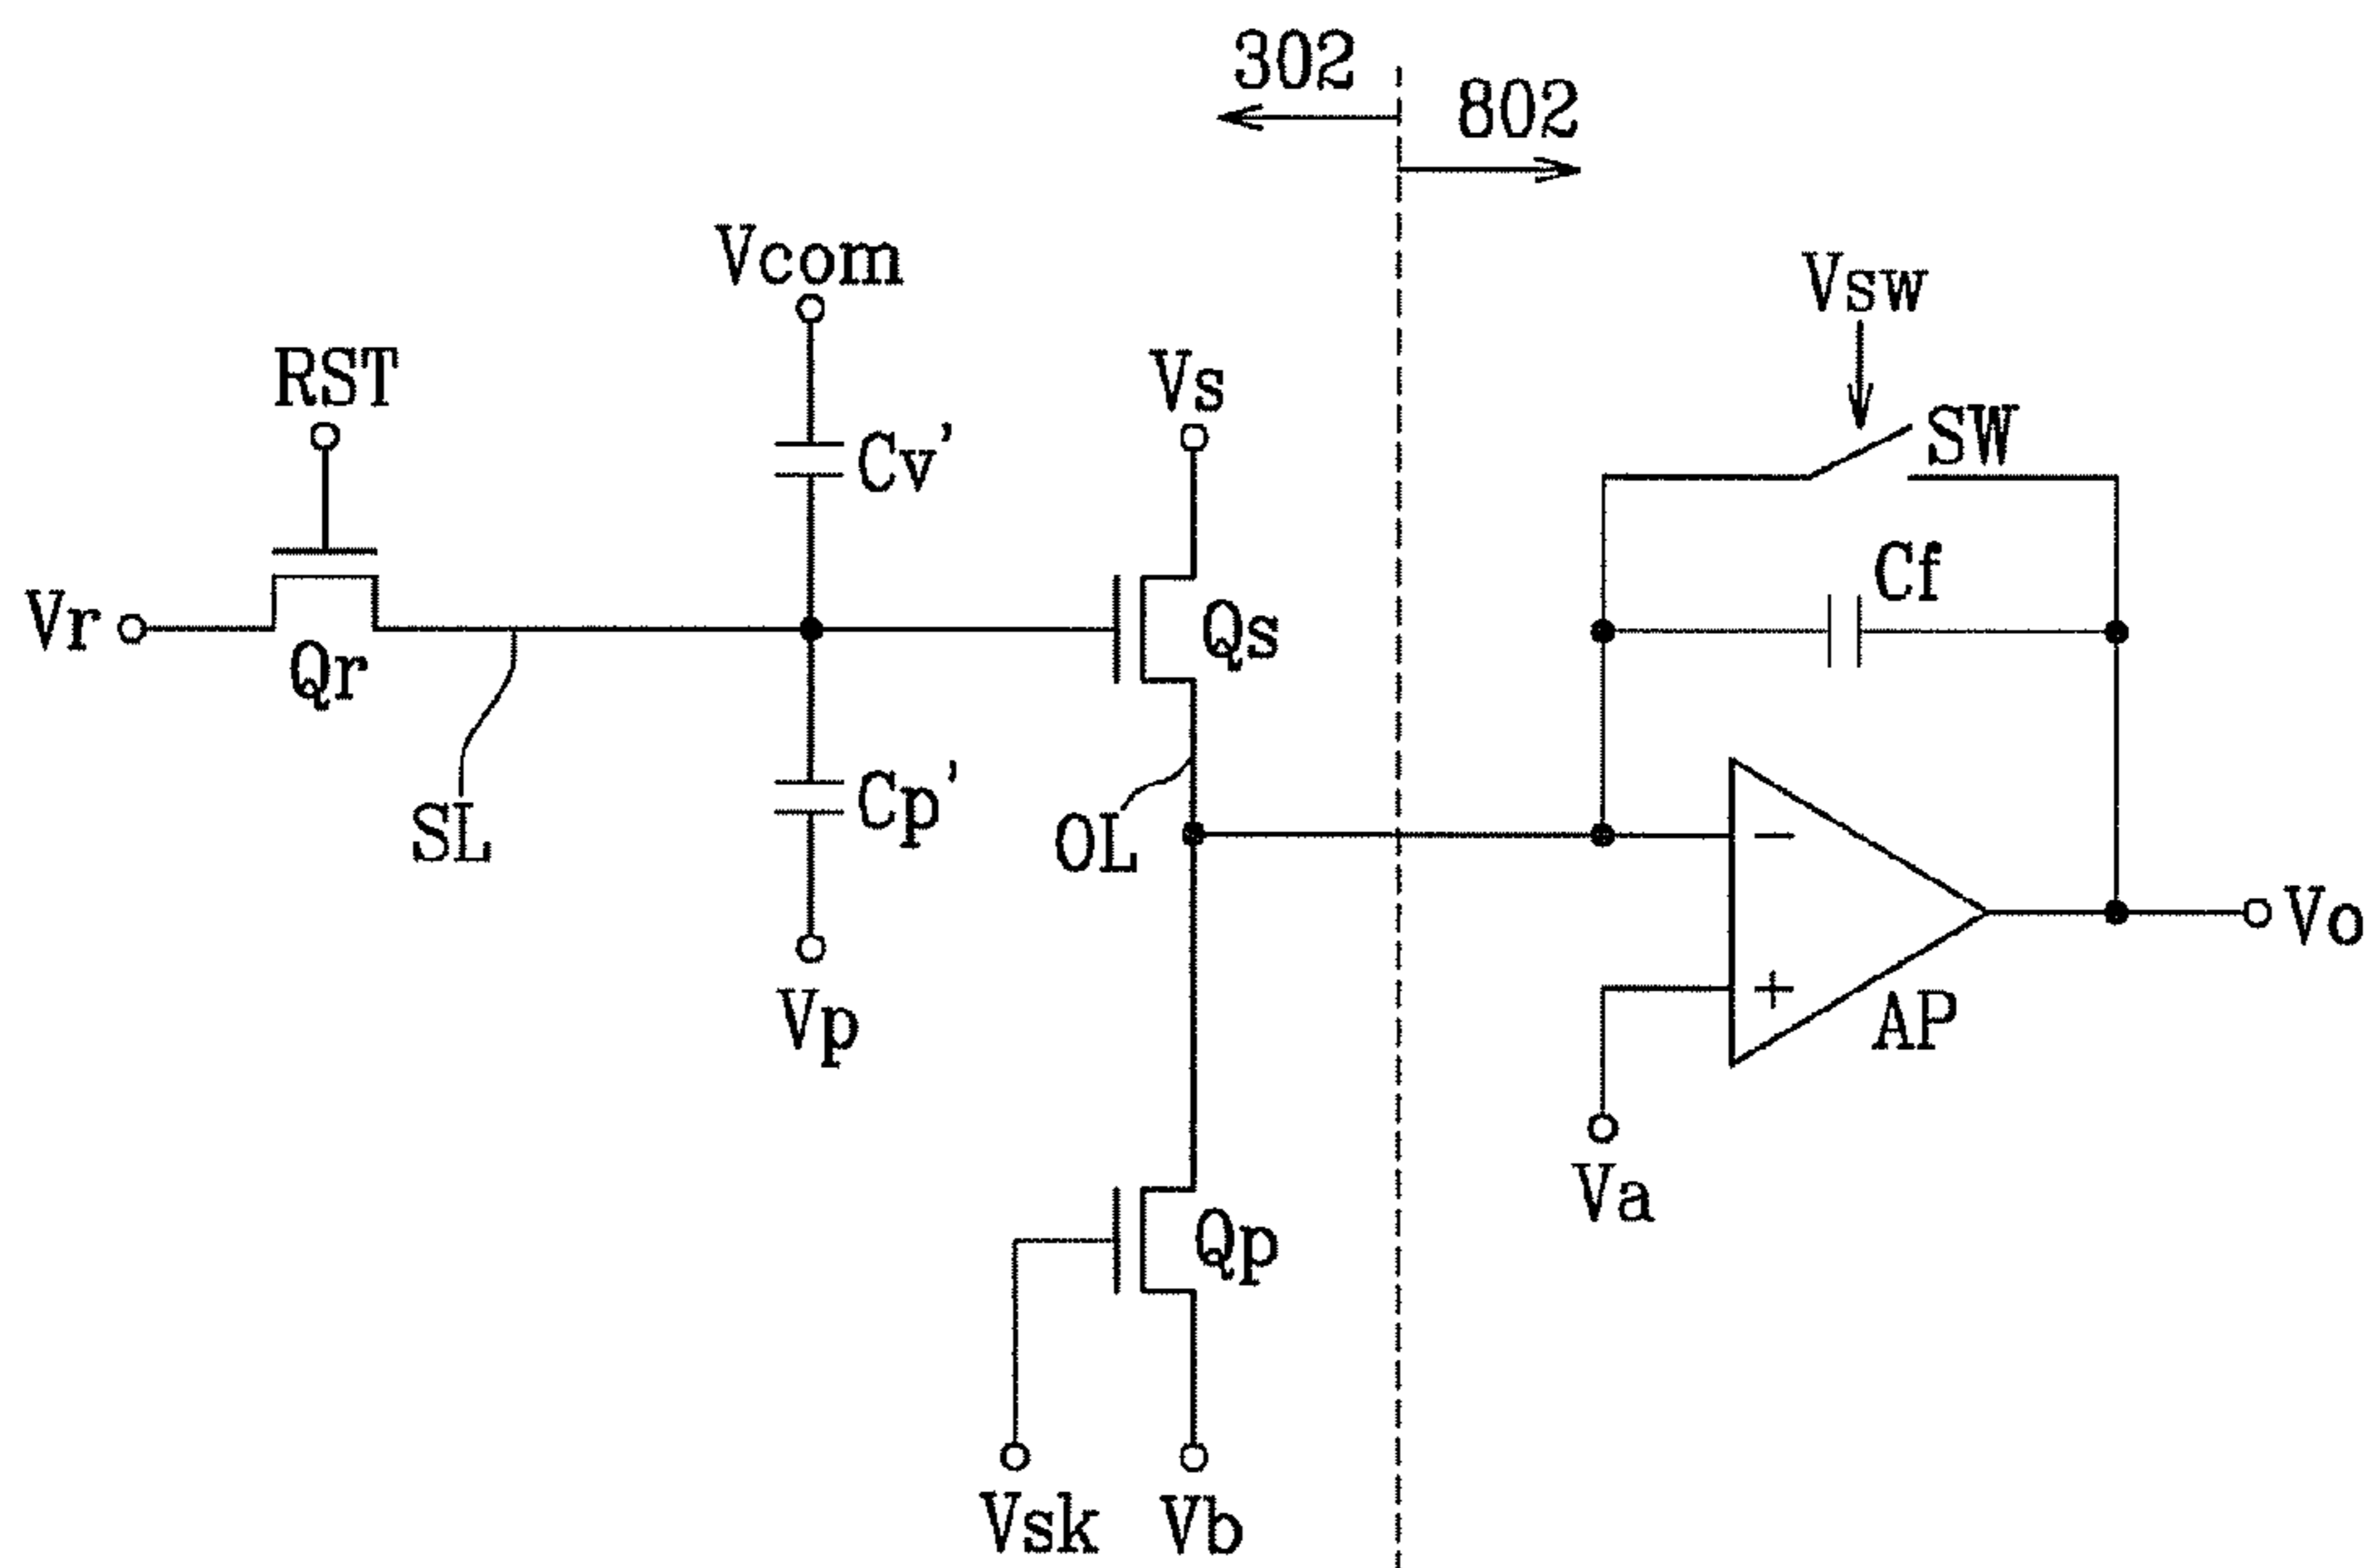 302
802
Vcom
Vsw
RST
Vs
Cv'
SW
Cf
Vr
Qr
Qs
Cp'
SL
OL
−
Vo
Vp
+
AP
Va
Qp
Vsk
Vb